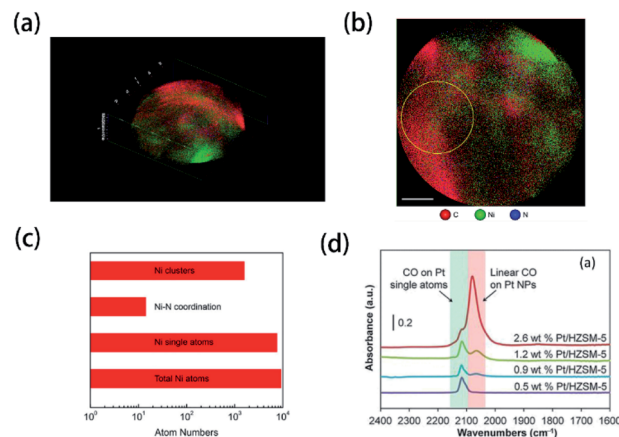 (a)
(b)
C Ni N
(c)
Ni clusters
Ni-N coordination
Ni single atoms
Total Ni atoms
10⁰ 10¹ 10² 10³ 10⁴
Atom Numbers
(d)
(a)
CO on Pt single atoms
Linear CO on Pt NPs
0.2
2.6 wt % Pt/HZSM-5
1.2 wt % Pt/HZSM-5
0.9 wt % Pt/HZSM-5
0.5 wt % Pt/HZSM-5
Absorbance (a.u.)
2400 2300 2200 2100 2000 1900 1800 1700 1600
Wavenumbers (cm⁻¹)